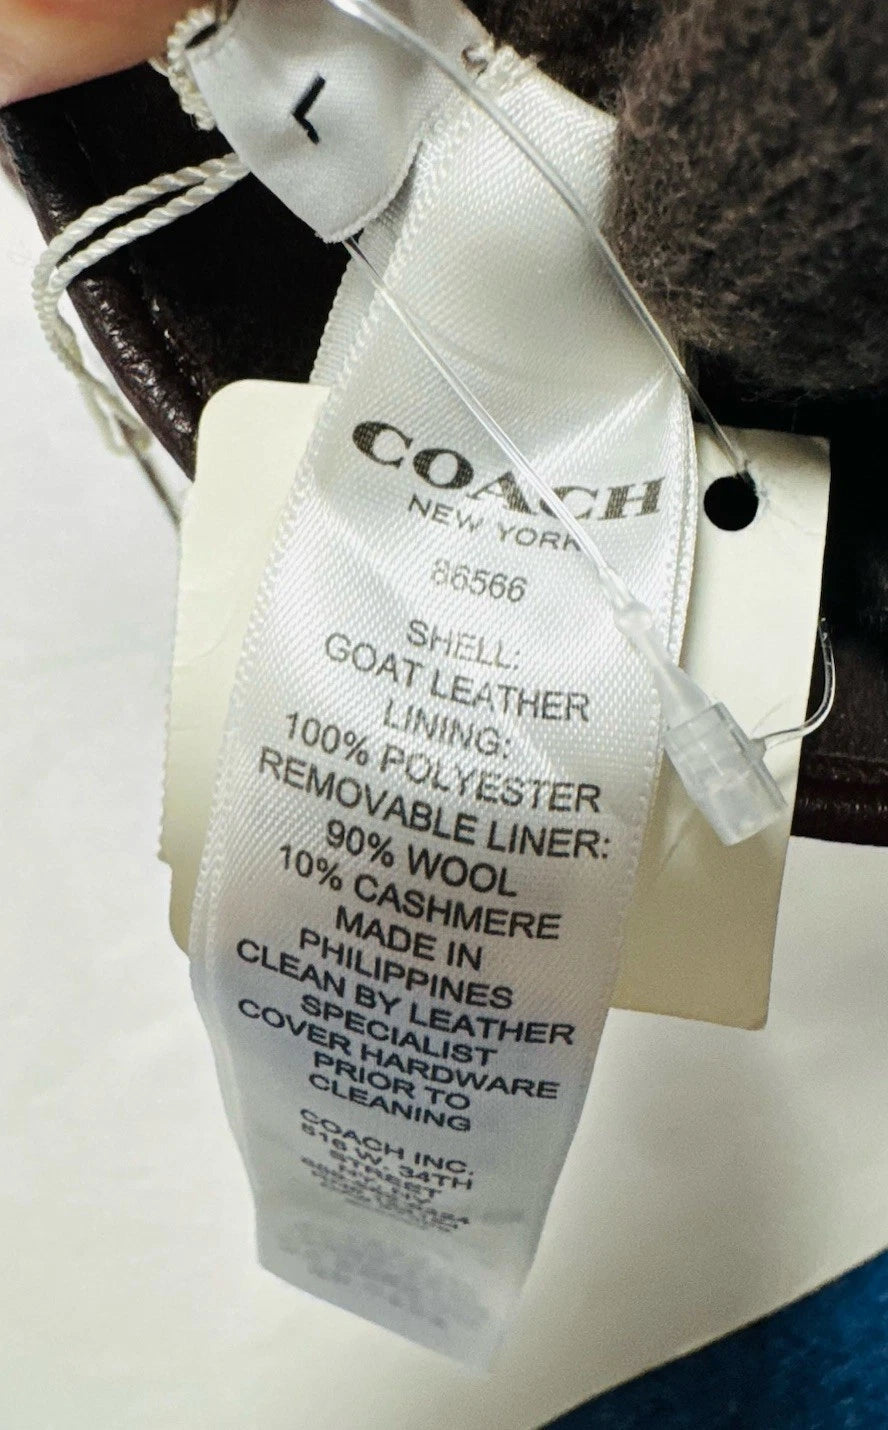 L
COACH
NEW YORK
86566
SHELL:
GOAT LEATHER
LINING:
100% POLYESTER
REMOVABLE LINER:
90% WOOL
10% CASHMERE
MADE IN
PHILIPPINES
CLEAN BY LEATHER
SPECIALIST
COVER HARDWARE
PRIOR TO
CLEANING
COACH INC.
516 W. 34TH
STREET